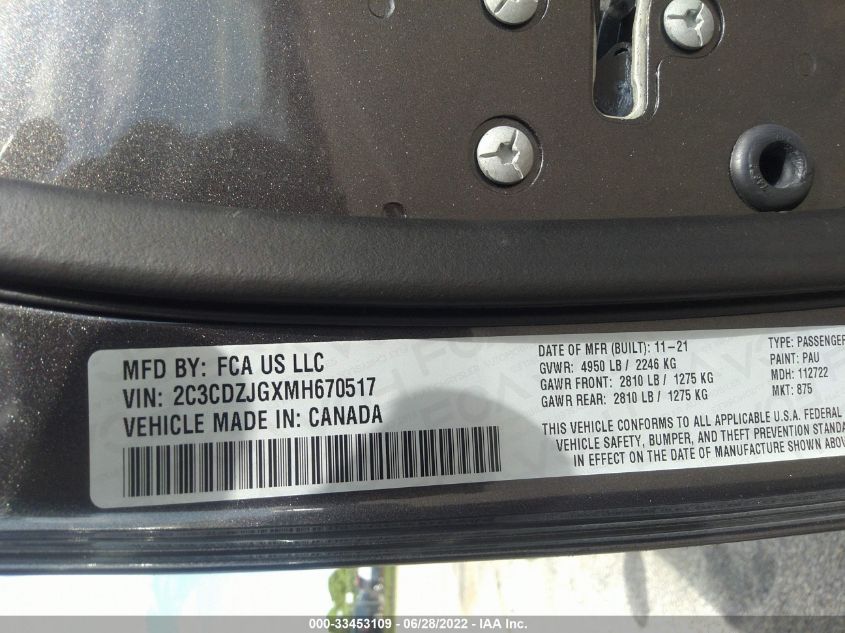 MFD BY: FCA US LLC
VIN: 2C3CDZJGXMH670517
VEHICLE MADE IN: CANADA
DATE OF MFR (BUILT): 11-21
GVWR: 4950 LB / 2246 KG
GAWR FRONT: 2810 LB / 1275 KG
GAWR REAR: 2810 LB / 1275 KG
TYPE: PASSENGER
PAINT: PAU
MDH: 112722
MKT: 875
THIS VEHICLE CONFORMS TO ALL APPLICABLE U.S.A. FEDERAL
VEHICLE SAFETY, BUMPER, AND THEFT PREVENTION STANDA
IN EFFECT ON THE DATE OF MANUFACTURE SHOWN ABOV
000-33453109 - 06/28/2022 - IAA Inc.